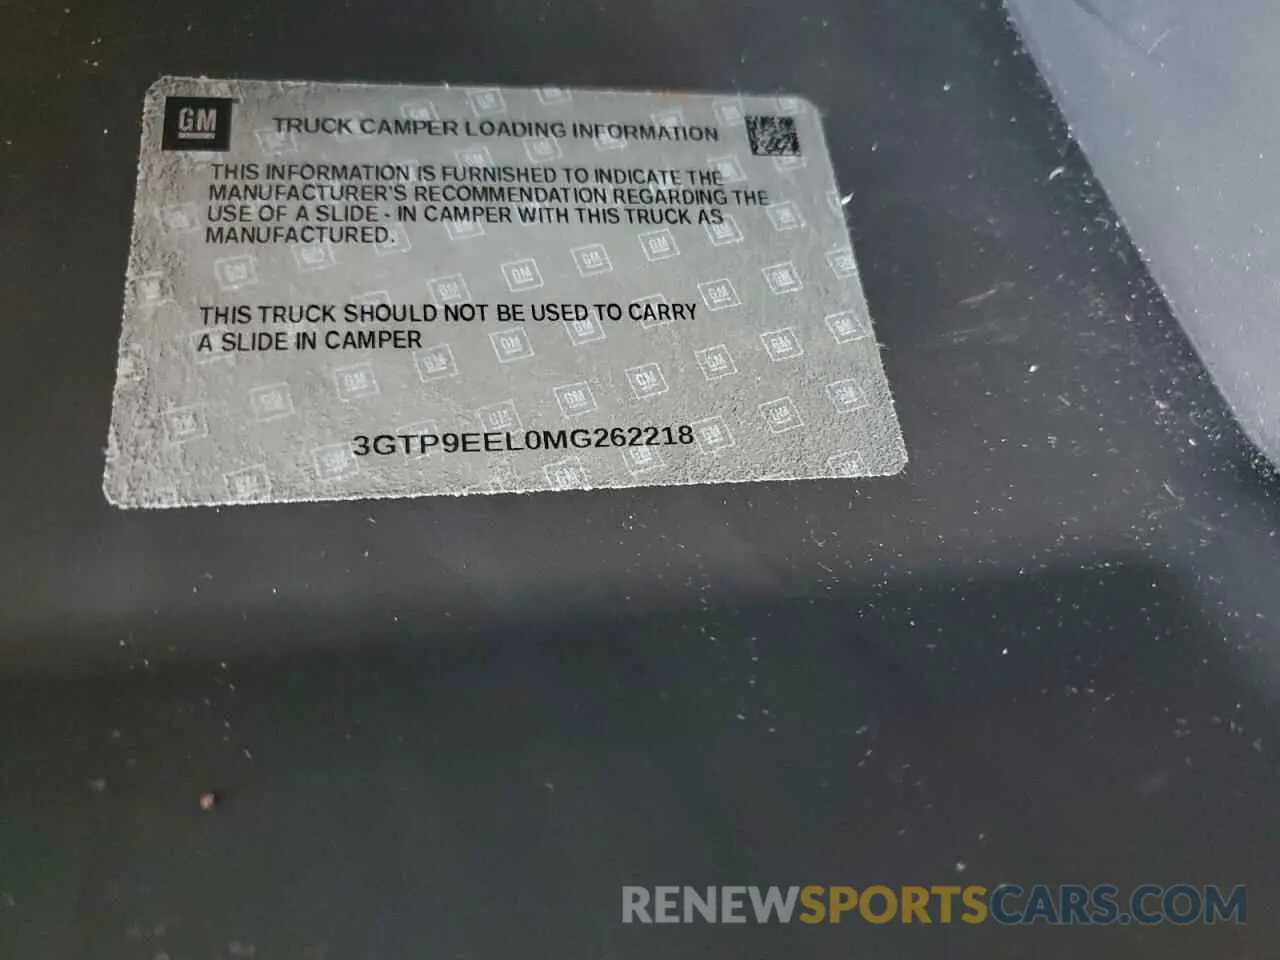 GM
TRUCK CAMPER LOADING INFORMATION
THIS INFORMATION IS FURNISHED TO INDICATE THE
MANUFACTURER'S RECOMMENDATION REGARDING THE
USE OF A SLIDE - IN CAMPER WITH THIS TRUCK AS
MANUFACTURED.
THIS TRUCK SHOULD NOT BE USED TO CARRY
A SLIDE IN CAMPER
3GTP9EEL0MG262218
RENEWSPORTSCARS.COM